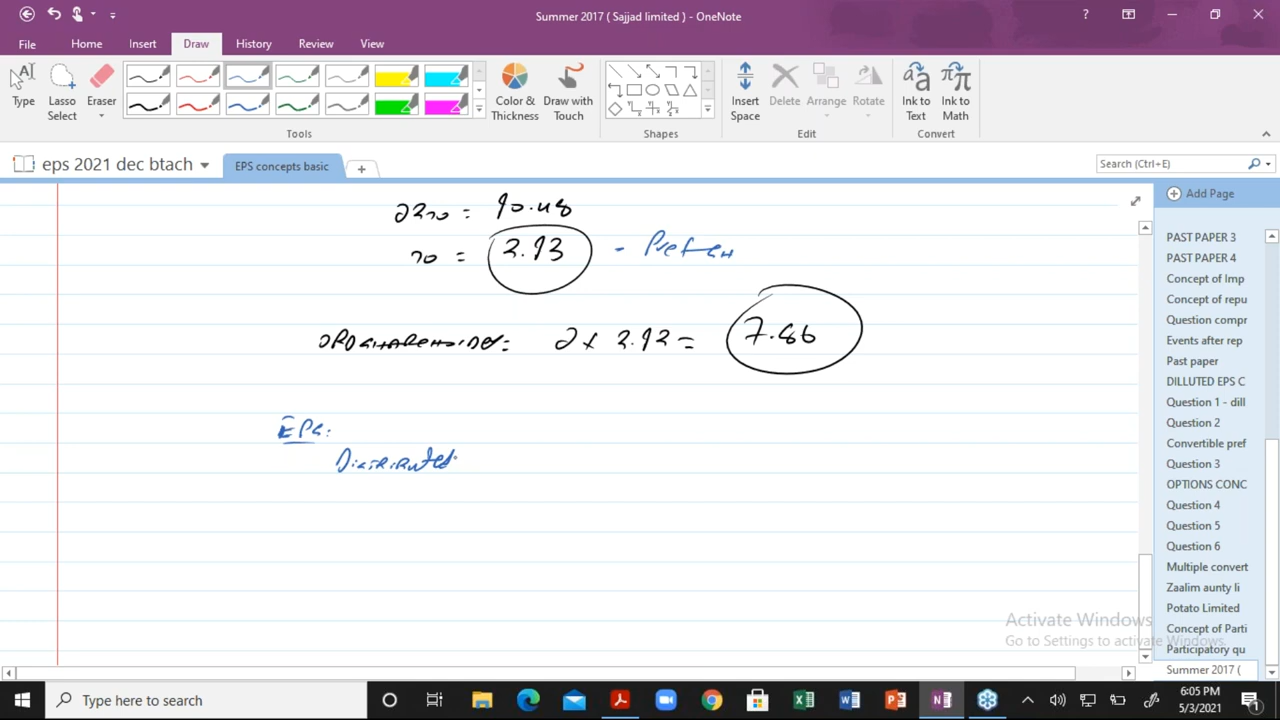 Summer 2017 ( Sajjad limited ) - OneNote
?
File Home Insert Draw History Review View
Type
Lasso Select
Eraser
Color & Thickness
Draw with Touch
Insert Space
Delete
Arrange
Rotate
Ink to Text
Ink to Math
Tools
Shapes
Edit
Convert
eps 2021 dec btach
EPS concepts basic
Search (Ctrl+E)
Add Page
PAST PAPER 3
PAST PAPER 4
Concept of Imp
Concept of repu
Question compr
Events after rep
Past paper
DILLUTED EPS C
Question 1 - dill
Question 2
Convertible pref
Question 3
OPTIONS CONC
Question 4
Question 5
Question 6
Multiple convert
Zaalim aunty li
Potato Limited
Concept of Parti
Participatory qu
Summer 2017 (
= 90.48
= 2.93 -
= 2 x 2.92 = 7.86
EPS:
Distributed:
Activate Windows
Go to Settings to activate Windows.
Type here to search
6:05 PM
5/3/2021